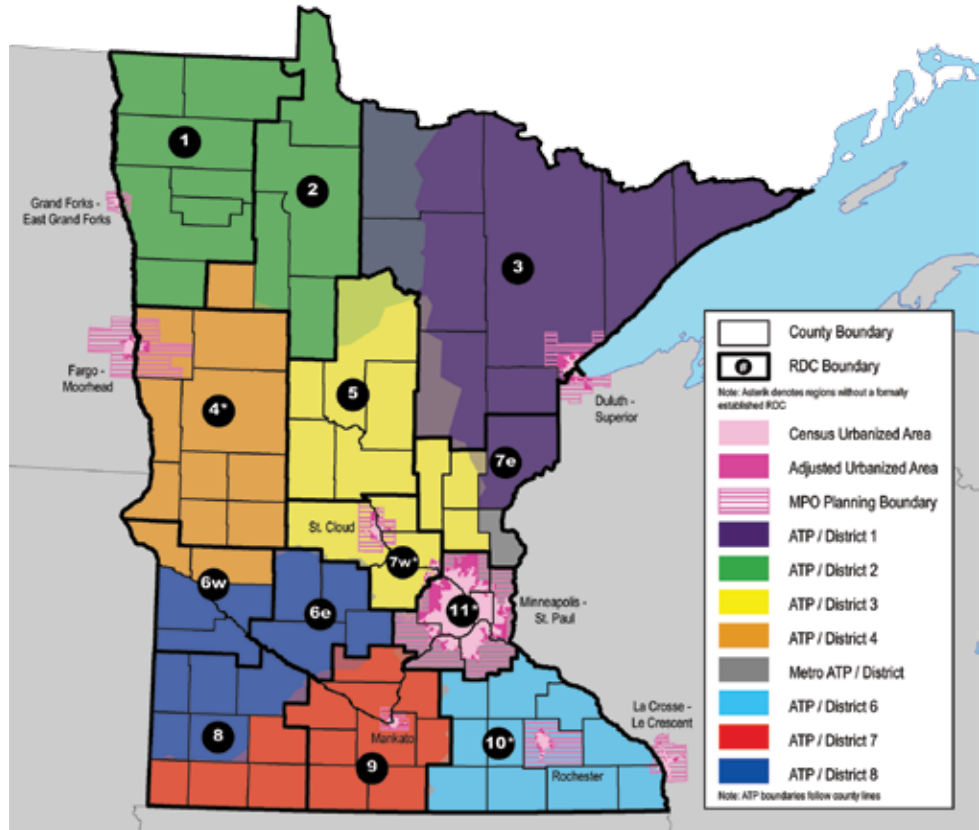 1
2
Grand Forks -
East Grand Forks
3
Fargo -
Moorhead
4*
5
Duluth -
Superior
7e
St. Cloud
7w*
6w
6e
11*
Minneapolis -
St. Paul
8
Mankato
9
10*
Rochester
La Crosse -
Le Crescent
County Boundary
#
RDC Boundary
Note: Asterik denotes regions without a formally
established RDC
Census Urbanized Area
Adjusted Urbanized Area
MPO Planning Boundary
ATP / District 1
ATP / District 2
ATP / District 3
ATP / District 4
Metro ATP / District
ATP / District 6
ATP / District 7
ATP / District 8
Note: ATP boundaries follow county lines